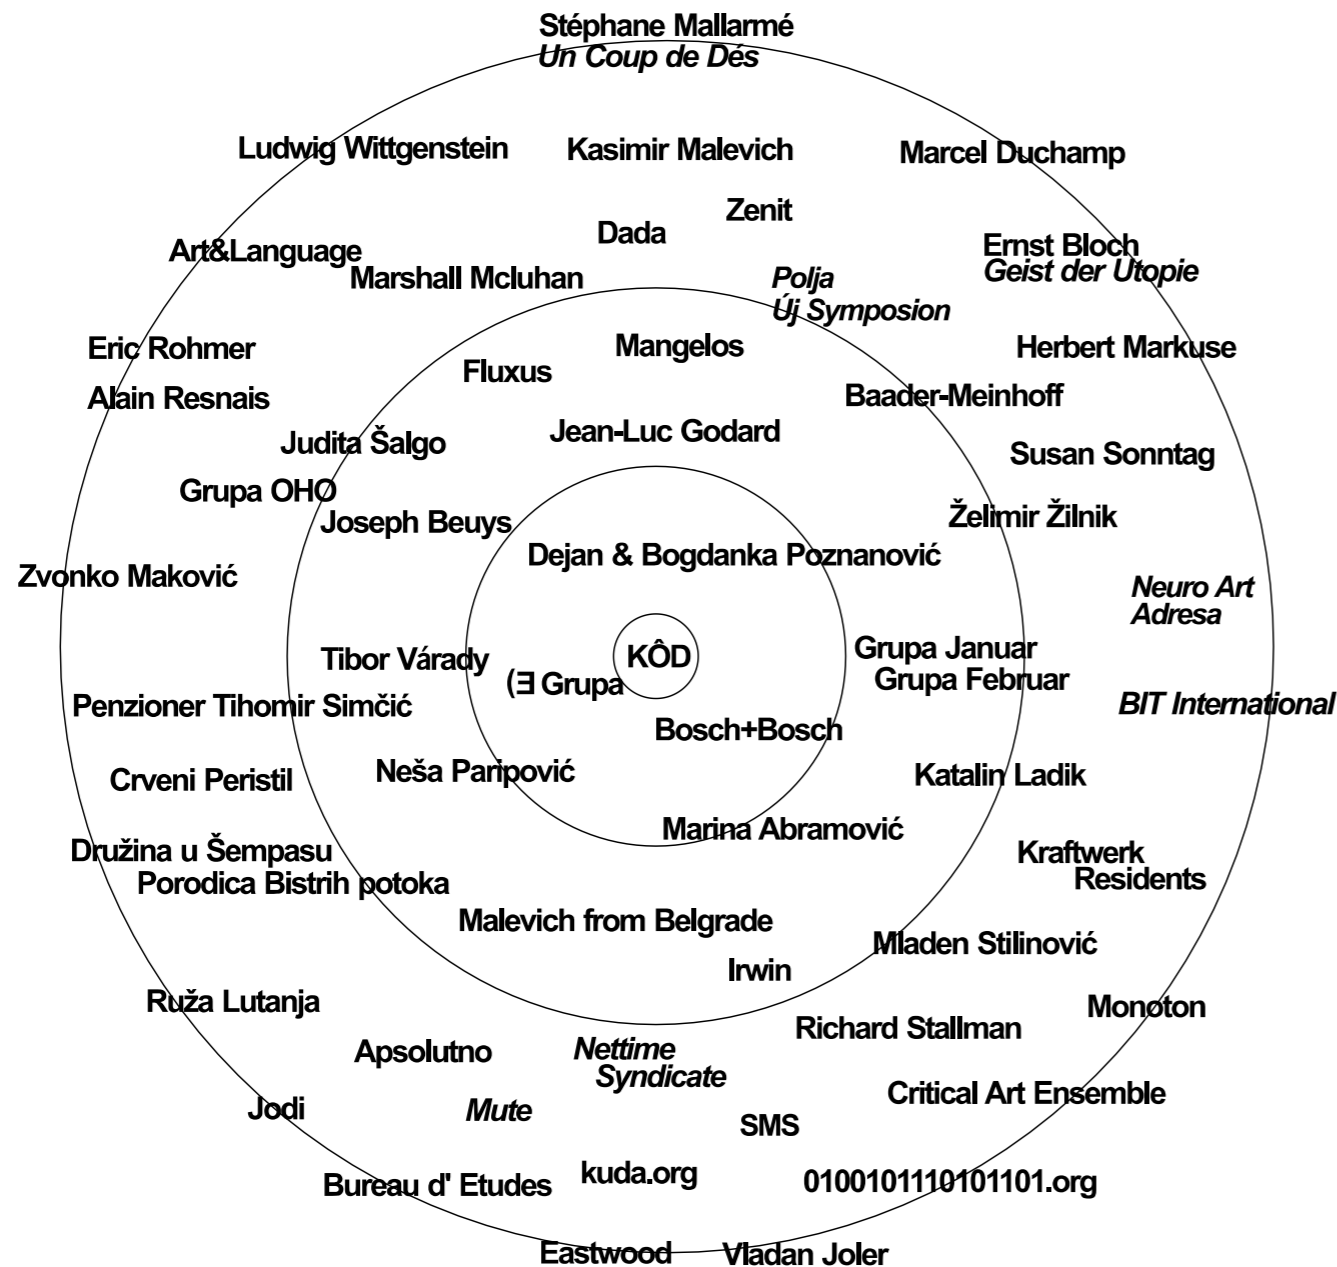 Stéphane Mallarmé
Un Coup de Dés
Ludwig Wittgenstein
Kasimir Malevich
Marcel Duchamp
Zenit
Dada
Art&Language
Ernst Bloch
Geist der Utopie
Marshall Mcluhan
Polja
Új Symposion
Eric Rohmer
Mangelos
Herbert Markuse
Fluxus
Alain Resnais
Baader-Meinhoff
Judita Šalgo
Jean-Luc Godard
Susan Sonntag
Grupa OHO
Joseph Beuys
Želimir Žilnik
Dejan & Bogdanka Poznanović
Zvonko Maković
Neuro Art
Adresa
Tibor Várady
KÔD
Grupa Januar
(Ǝ Grupa
Grupa Februar
Penzioner Tihomir Simčić
BIT International
Bosch+Bosch
Crveni Peristil
Neša Paripović
Katalin Ladik
Marina Abramović
Družina u Šempasu
Kraftwerk
Porodica Bistrih potoka
Residents
Malevich from Belgrade
Mladen Stilinović
Irwin
Ruža Lutanja
Monoton
Richard Stallman
Apsolutno
Nettime
Syndicate
Critical Art Ensemble
Jodi
Mute
SMS
Bureau d' Etudes
kuda.org
0100101110101101.org
Eastwood
Vladan Joler